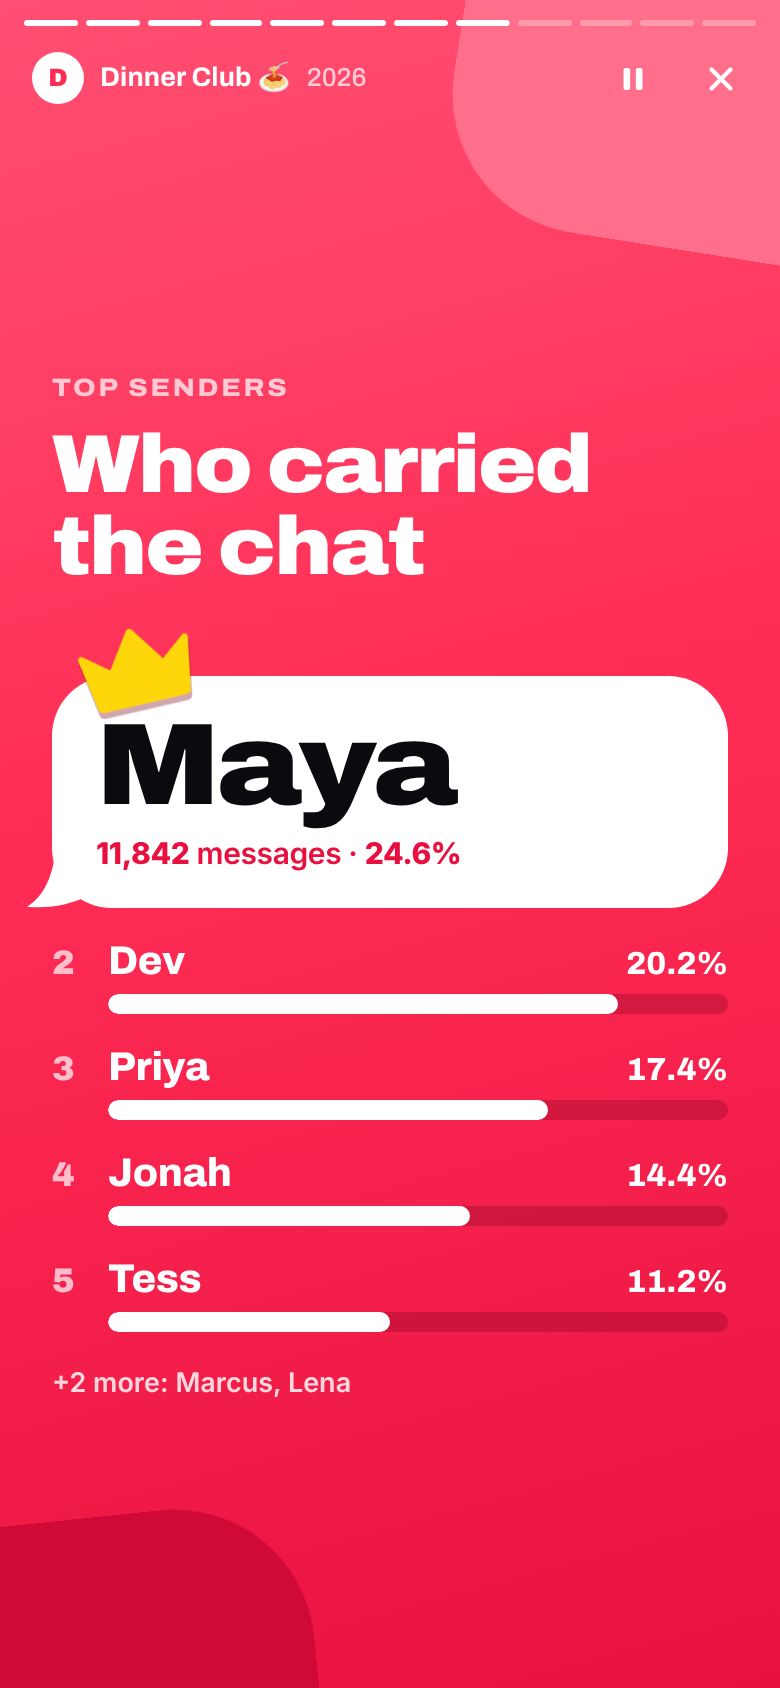 D Dinner Club 🍝 2026
TOP SENDERS
Who carried
the chat
Maya
11,842 messages · 24.6%
2 Dev 20.2%
3 Priya 17.4%
4 Jonah 14.4%
5 Tess 11.2%
+2 more: Marcus, Lena